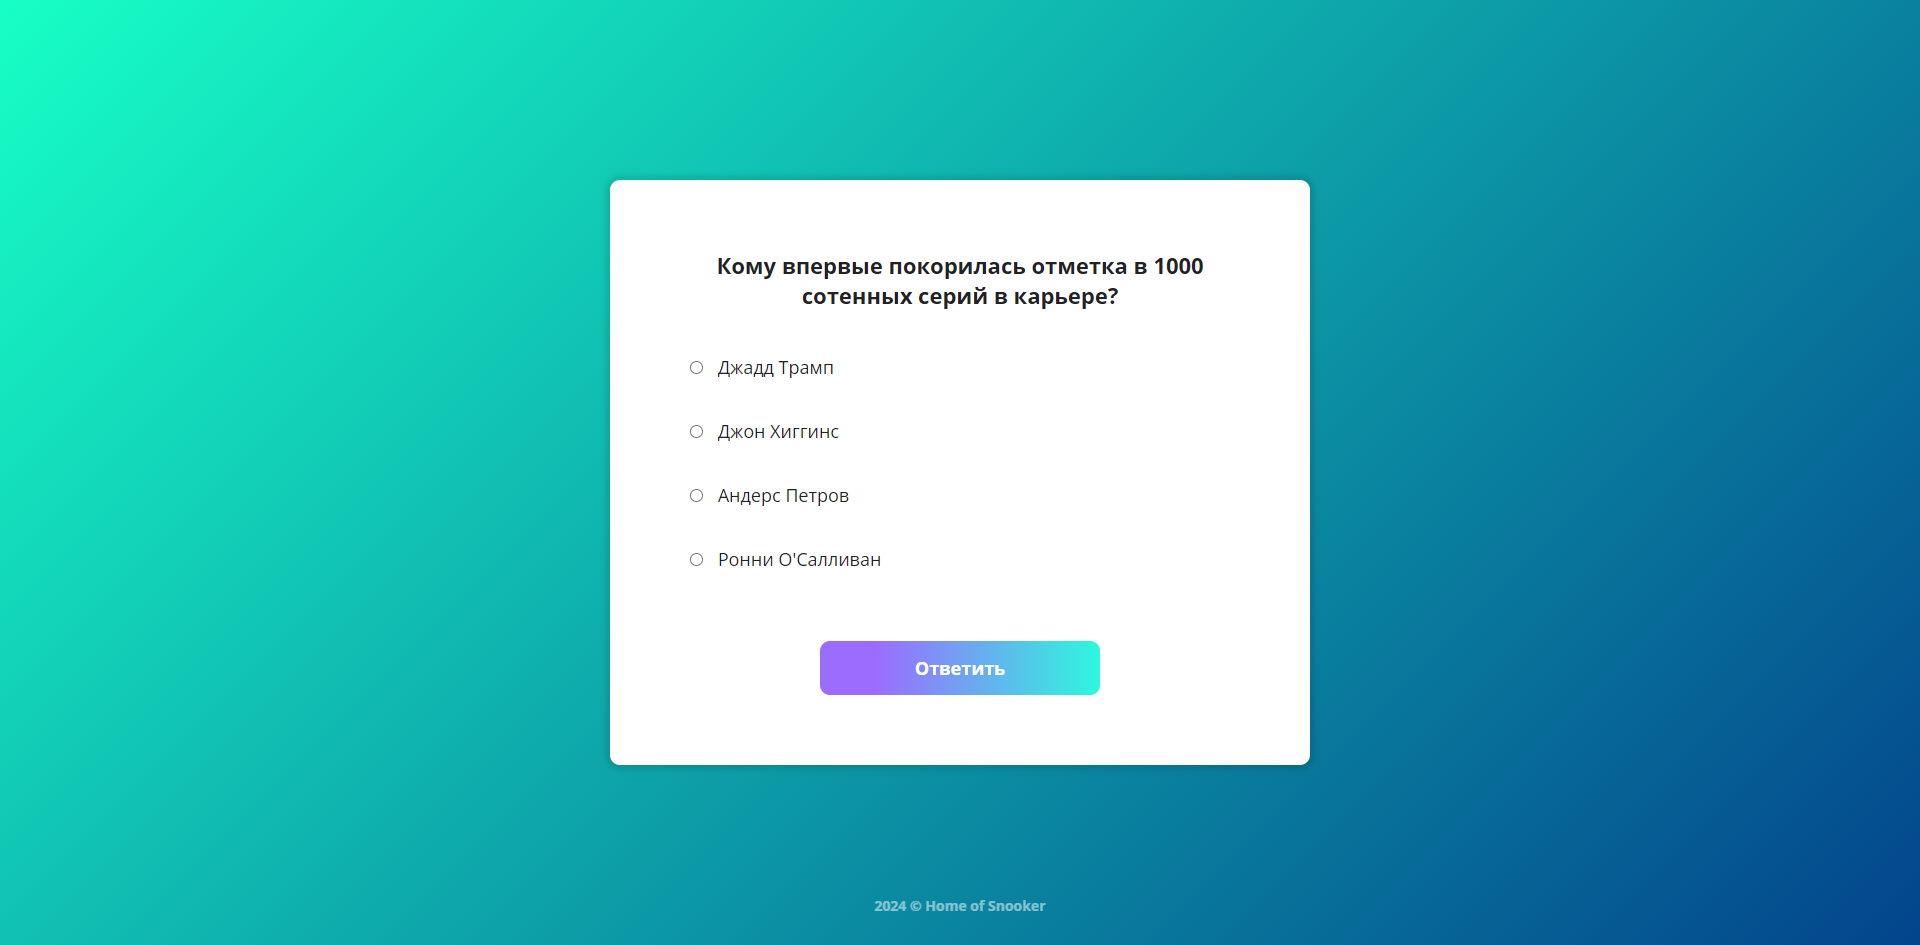 Кому впервые покорилась отметка в 1000
сотенных серий в карьере?
Джадд Трамп
Джон Хиггинс
Андерс Петров
Ронни О'Салливан
Ответить
2024 © Home of Snooker